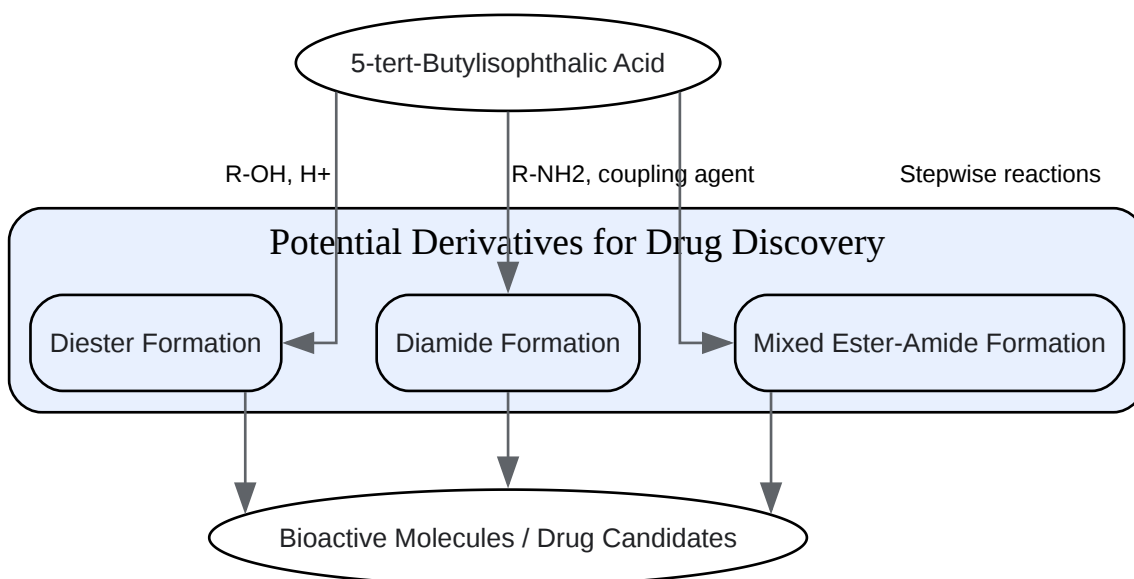 5-tert-Butylisophthalic Acid
R-OH, H+
R-NH2, coupling agent
Stepwise reactions
Potential Derivatives for Drug Discovery
Diester Formation
Diamide Formation
Mixed Ester-Amide Formation
Bioactive Molecules / Drug Candidates